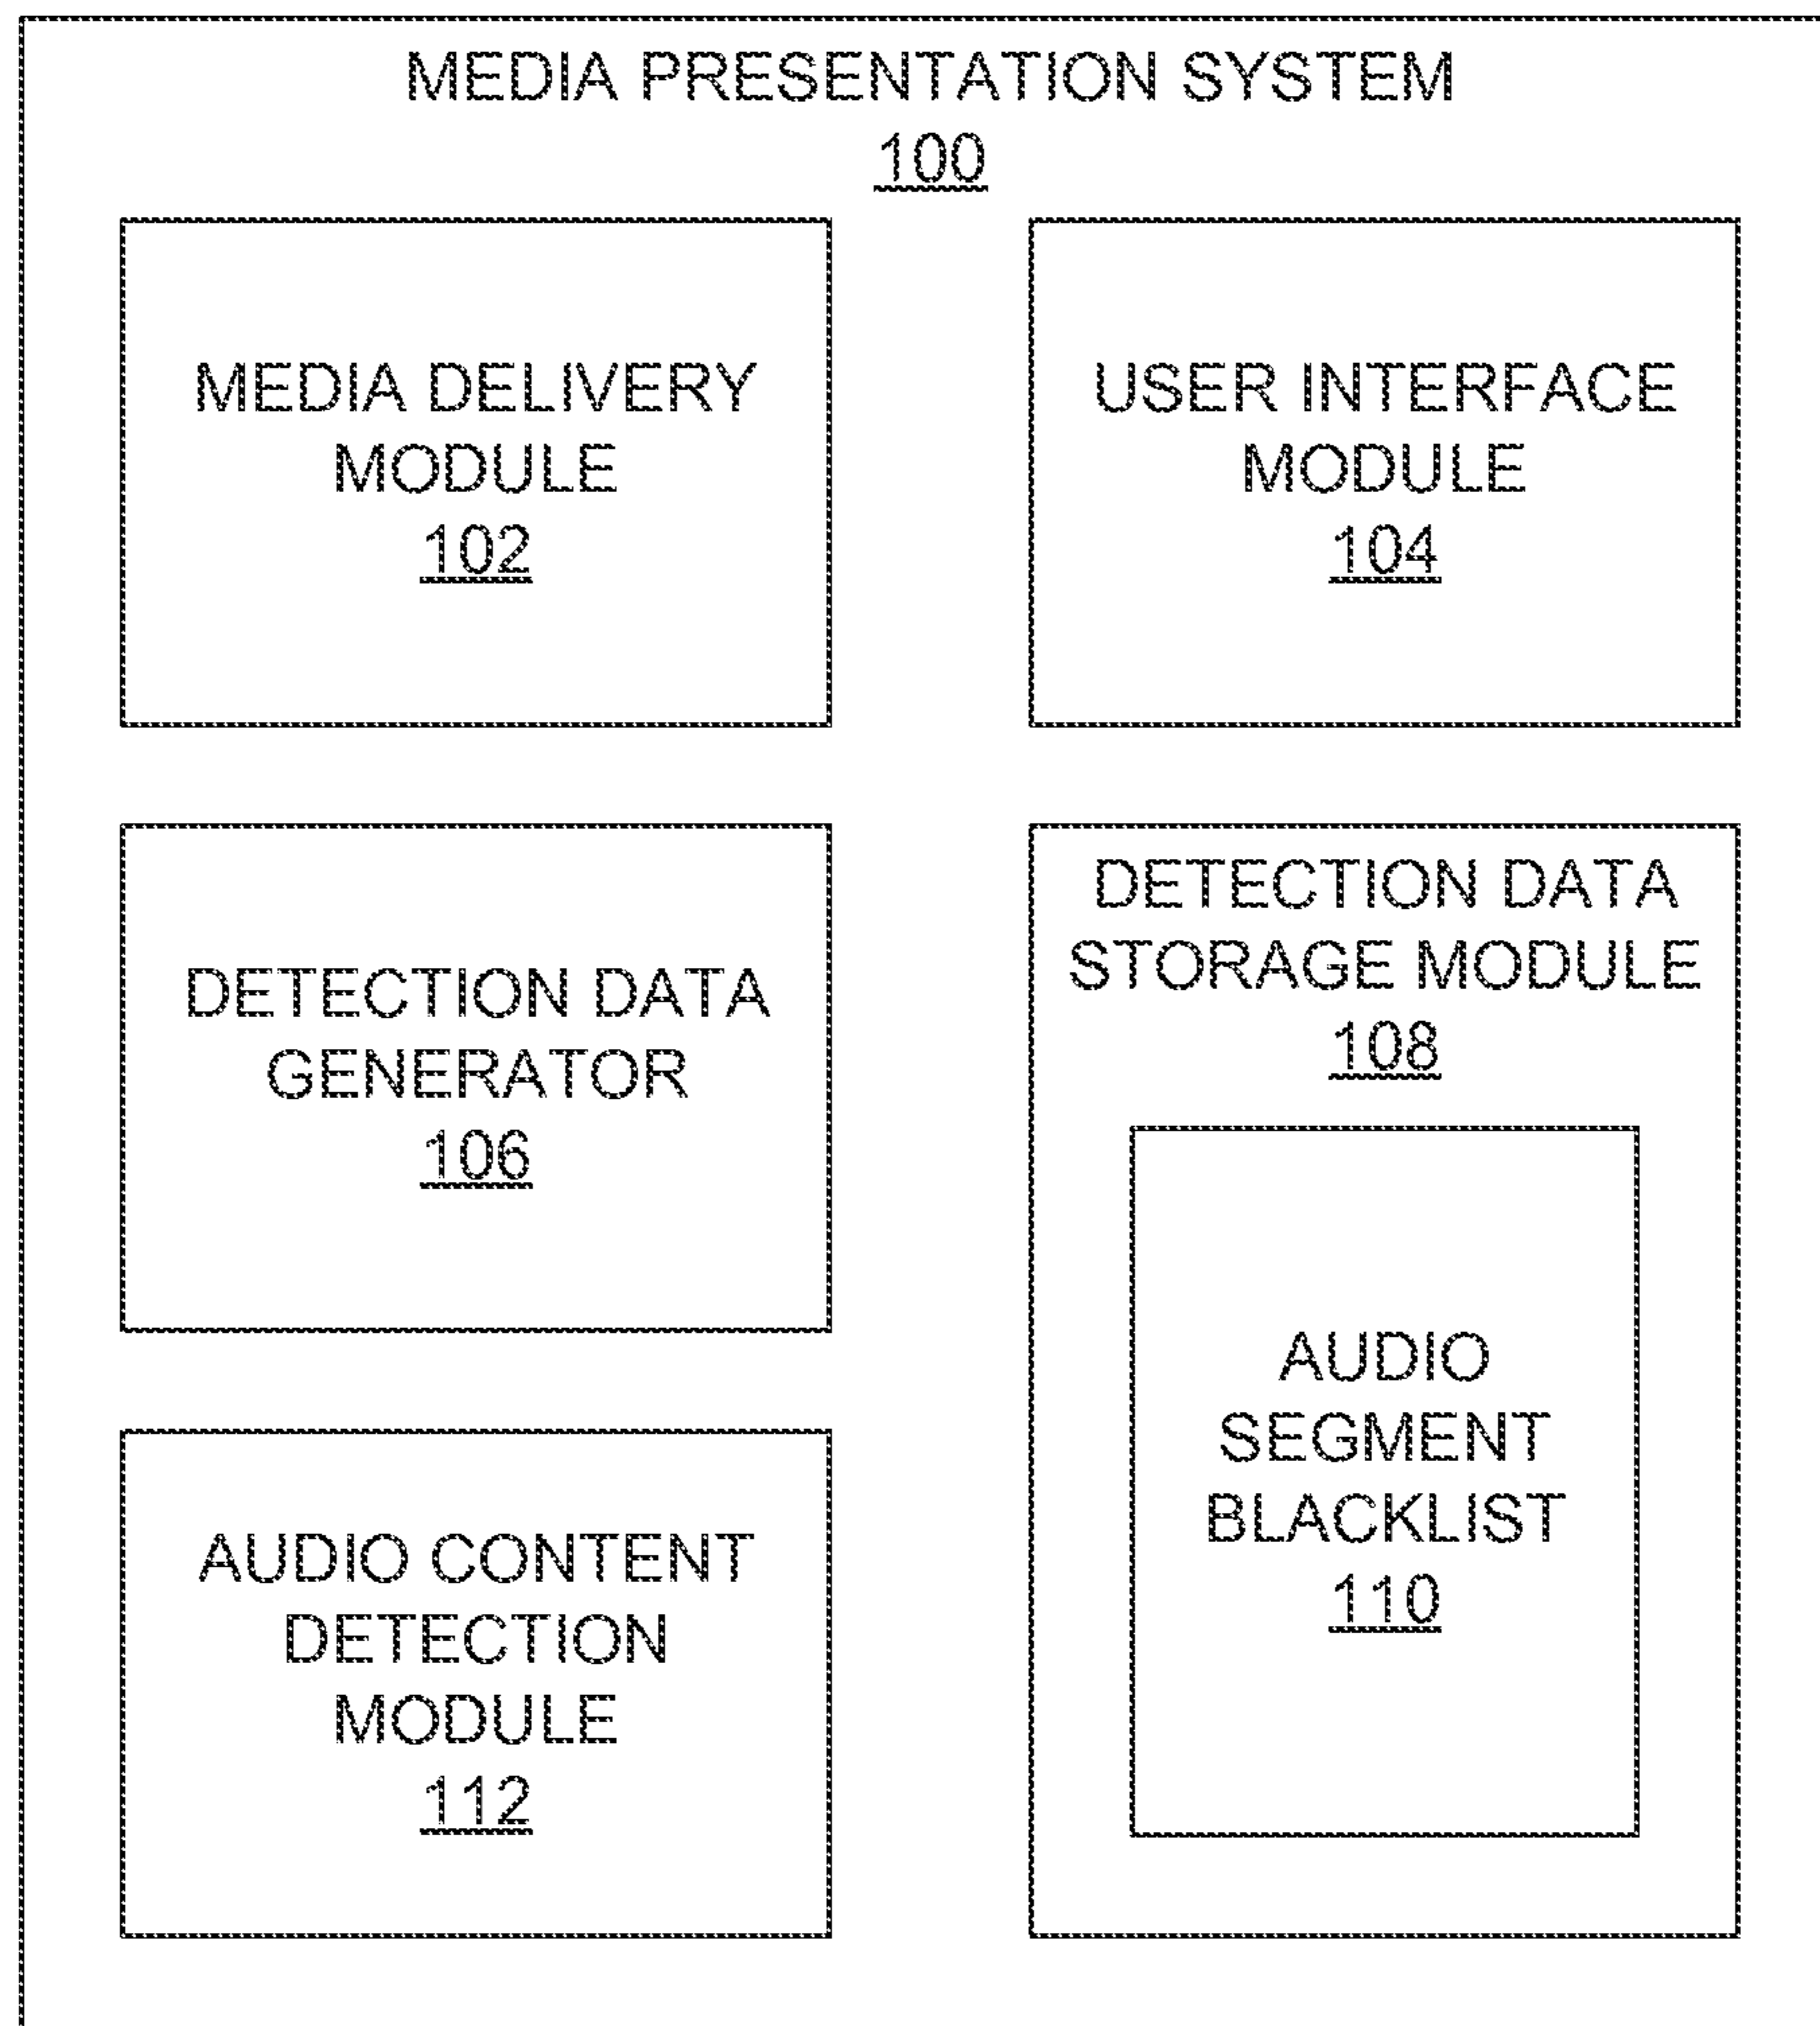 MEDIA PRESENTATION SYSTEM
100
MEDIA DELIVERY
MODULE
102
USER INTERFACE
MODULE
104
DETECTION DATA
GENERATOR
106
DETECTION DATA
STORAGE MODULE
108
AUDIO
SEGMENT
BLACKLIST
110
AUDIO CONTENT
DETECTION
MODULE
112